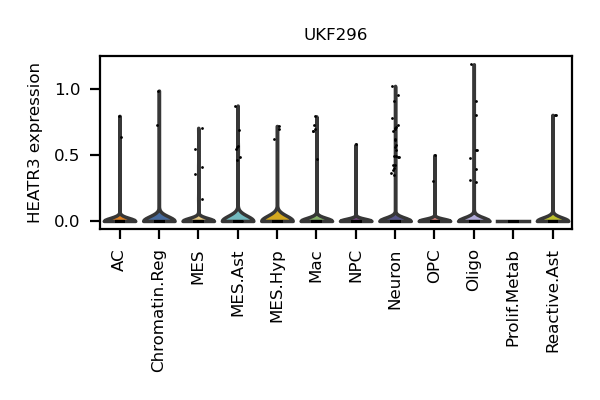 UKF296
HEATR3 expression
1.0
0.5
0.0
AC
Chromatin.Reg
MES
MES.Ast
MES.Hyp
Mac
NPC
Neuron
OPC
Oligo
Prolif.Metab
Reactive.Ast